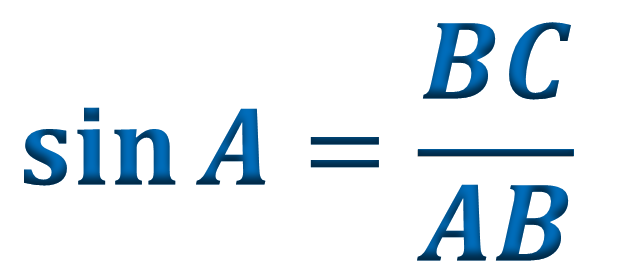 sin A = BC/AB